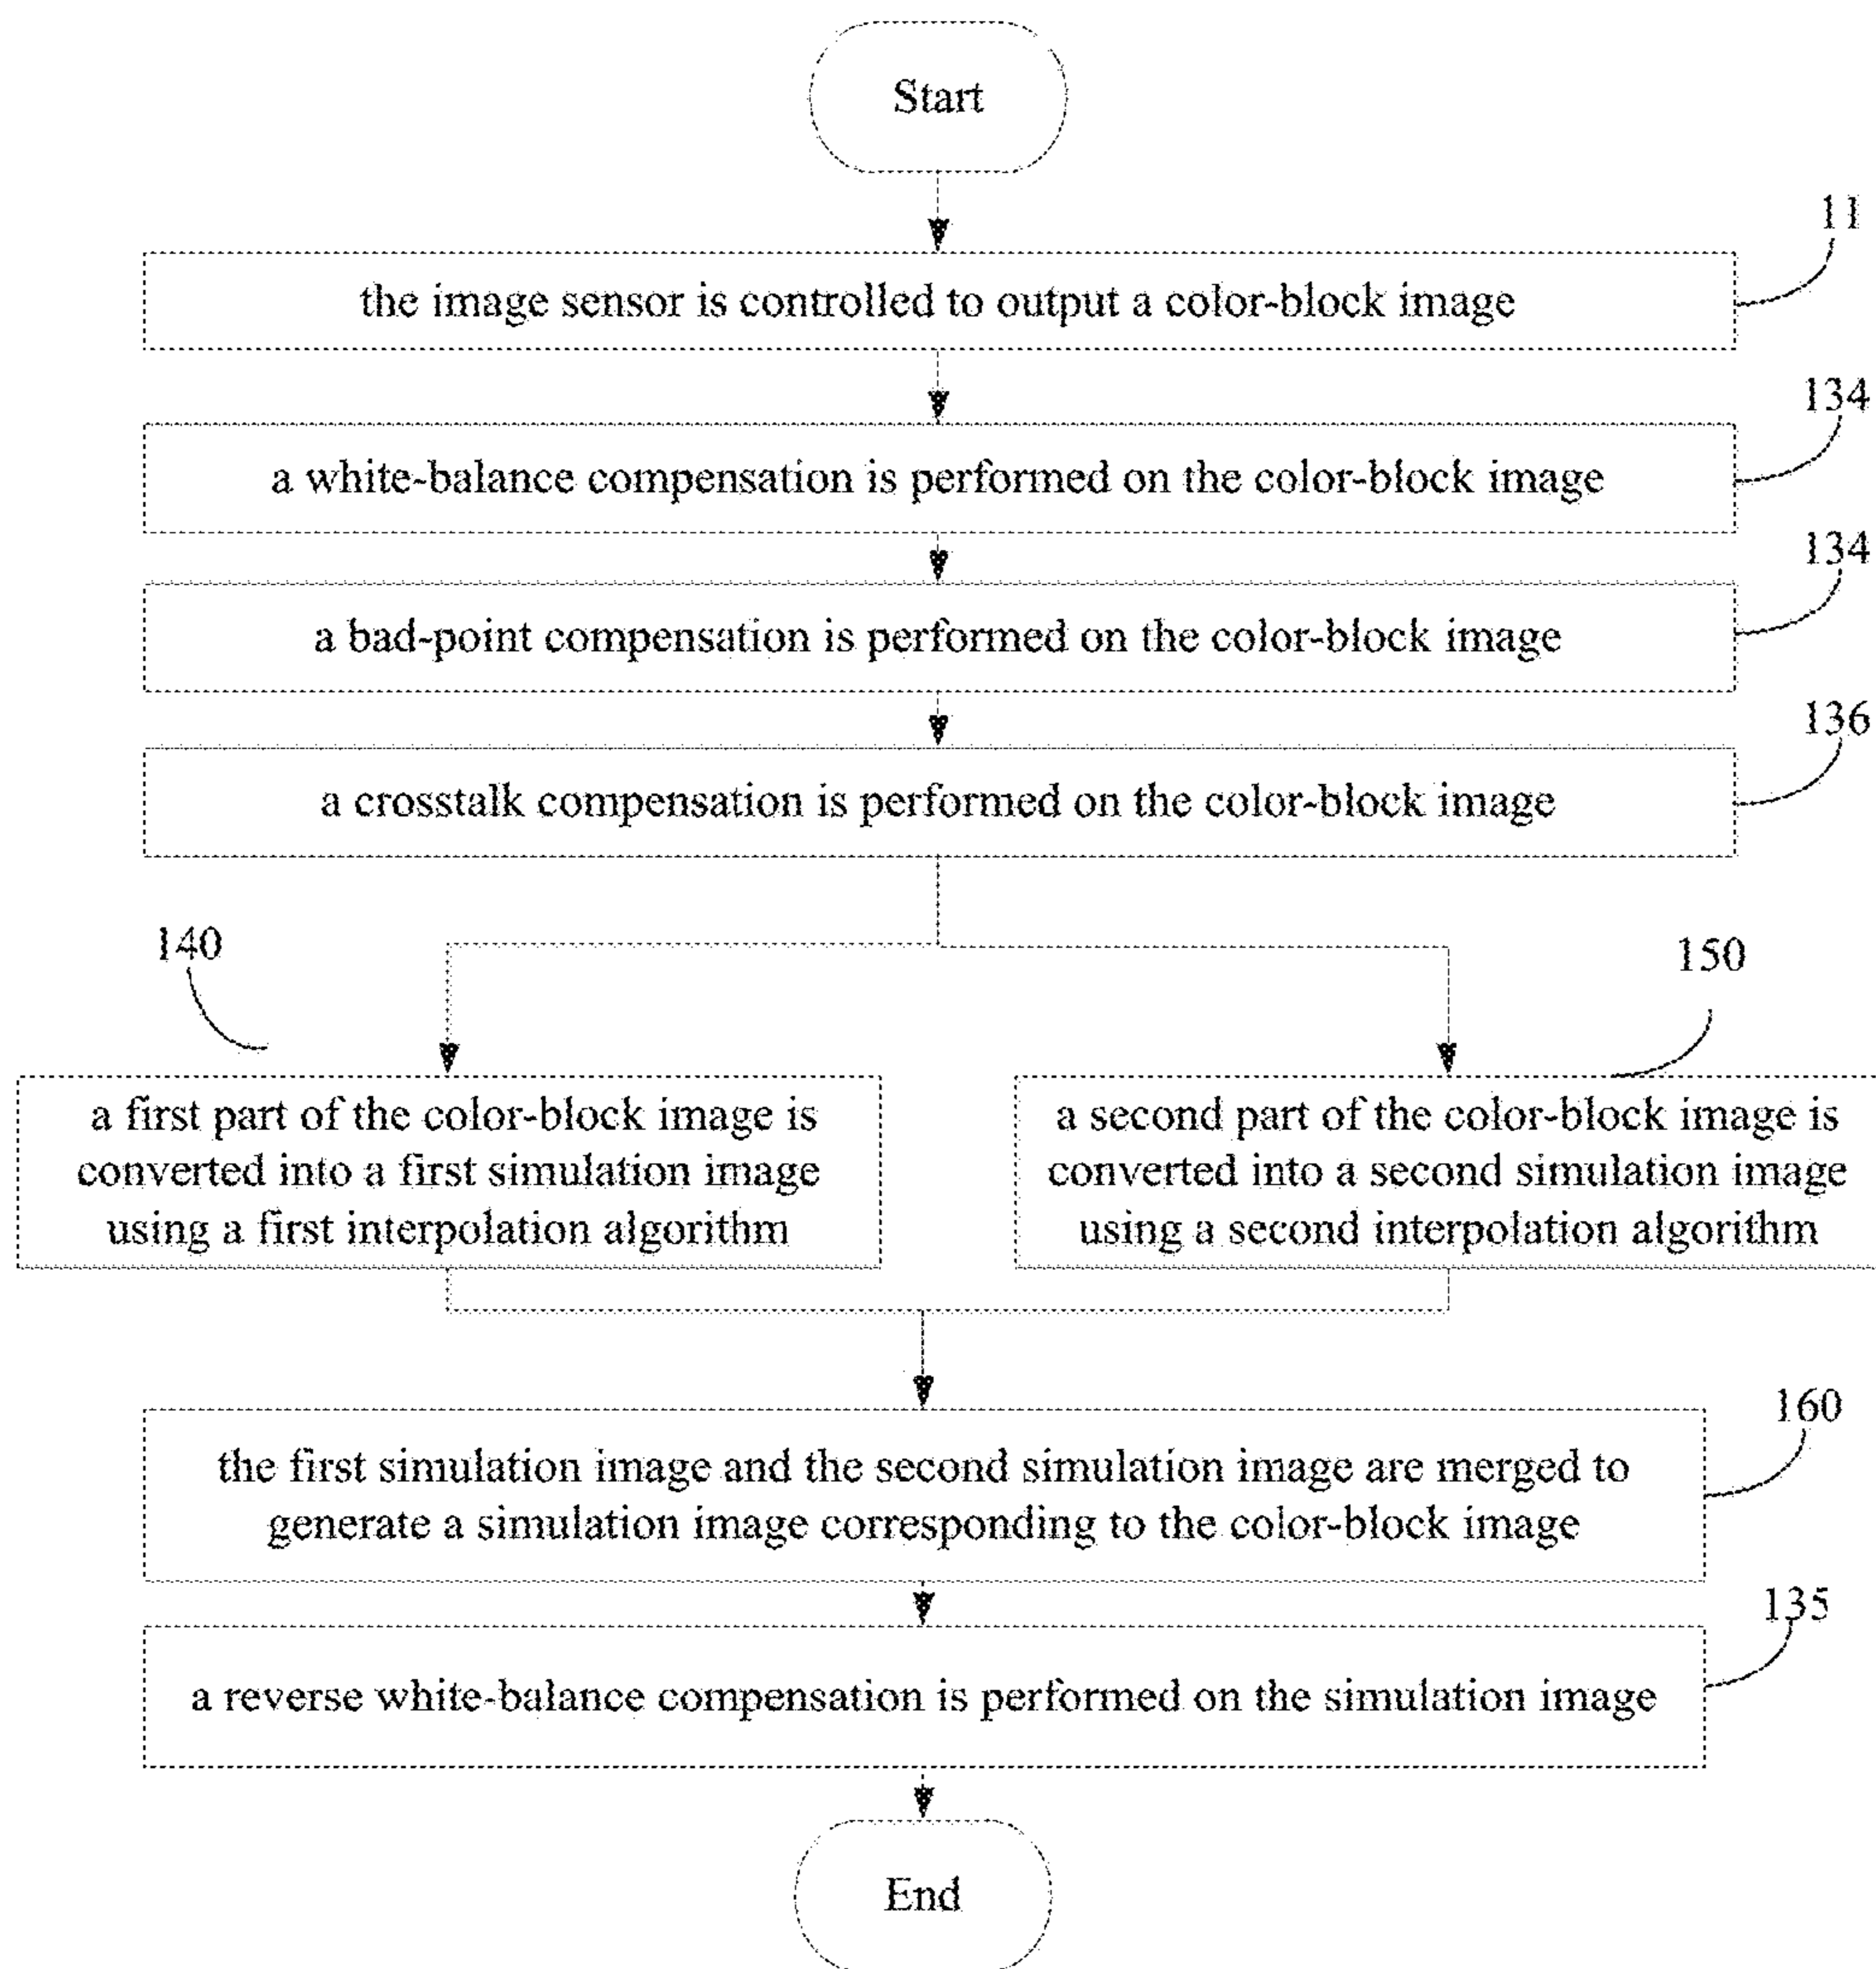 Start
11
the image sensor is controlled to output a color-block image
134
a white-balance compensation is performed on the color-block image
134
a bad-point compensation is performed on the color-block image
136
a crosstalk compensation is performed on the color-block image
140
150
a first part of the color-block image is
converted into a first simulation image
using a first interpolation algorithm
a second part of the color-block image is
converted into a second simulation image
using a second interpolation algorithm
160
the first simulation image and the second simulation image are merged to
generate a simulation image corresponding to the color-block image
135
a reverse white-balance compensation is performed on the simulation image
End